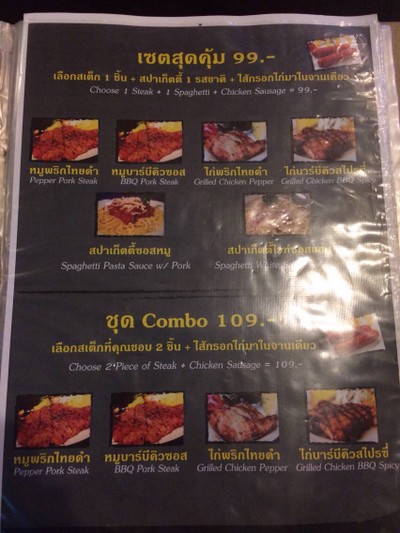 เซตสุดคุ้ม 99.-
เลือกสเต็ก 1 ชิ้น + สปาเก็ตตี้ 1 รสชาติ + ไส้กรอกไก่มาในจานเดียว
Choose 1 Steak + 1 Spaghetti + Chicken Sausage = 99.-
หมูพริกไทยดำ หมูบาร์บีคิวซอส ไก่พริกไทยดำ ไก่บาร์บีคิวสไปรซี่
Pepper Pork Steak BBQ Pork Steak Grilled Chicken Pepper Grilled Chicken BBQ Spicy
สปาเก็ตตี้ซอสหมู สปาเก็ตตี้
Spaghetti Pasta Sauce w/ Pork Spaghetti White
ชุด Combo 109.-
เลือกสเต็กที่คุณชอบ 2 ชิ้น + ไส้กรอกไก่มาในจานเดียว
Choose 2 Piece of Steak + Chicken Sausage = 109.-
หมูพริกไทยดำ หมูบาร์บีคิวซอส ไก่พริกไทยดำ ไก่บาร์บีคิวสไปรซี่
Pepper Pork Steak BBQ Pork Steak Grilled Chicken Pepper Grilled Chicken BBQ Spicy